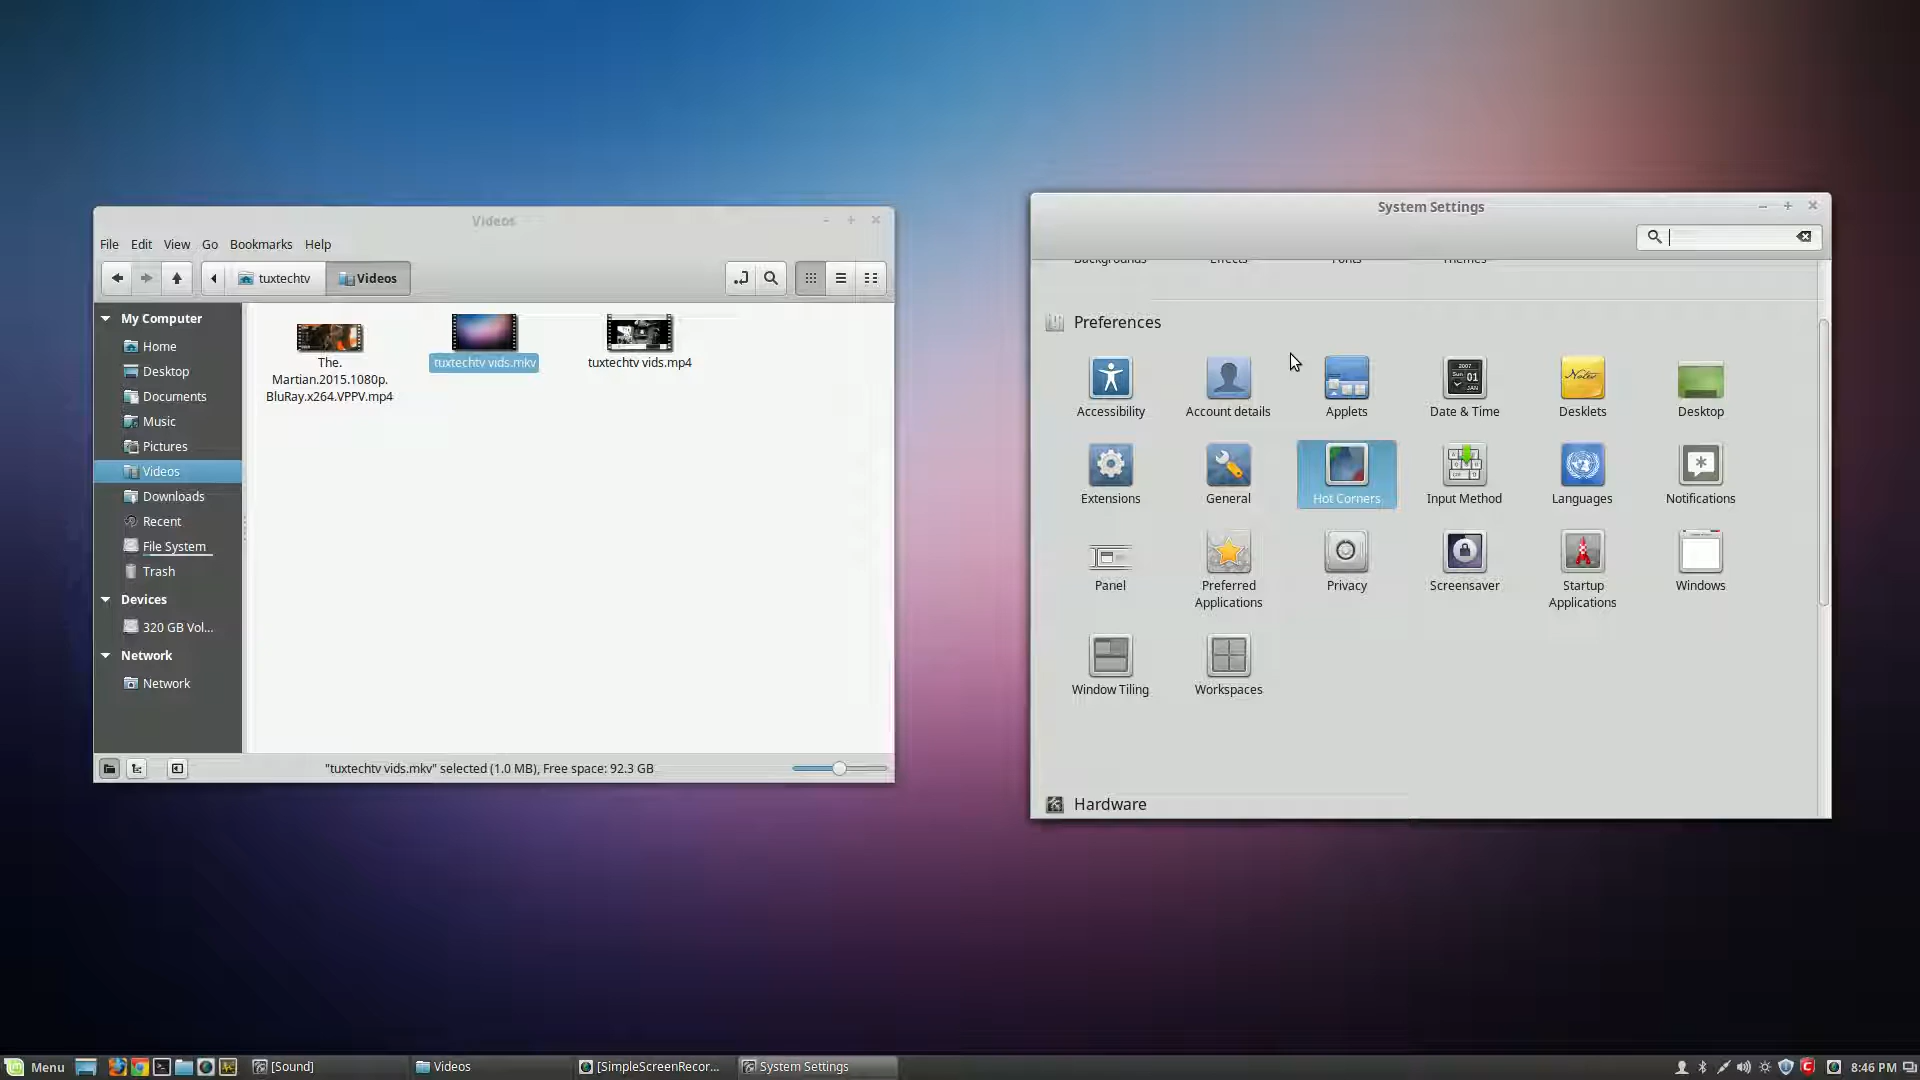 Videos
File Edit View Go Bookmarks Help
tuxtechtv Videos
My Computer
Home
Desktop
Documents
Music
Pictures
Videos
Downloads
Recent
File System
Trash
Devices
320 GB Vol...
Network
Network
The.
Martian.2015.1080p.
BluRay.x264.VPPV.mp4
tuxtechtv vids.mkv
tuxtechtv vids.mp4
"tuxtechtv vids.mkv" selected (1.0 MB), Free space: 92.3 GB
System Settings
Backgrounds Effects Fonts Themes
Preferences
Accessibility Account details Applets Date & Time Desklets Desktop
Extensions General Hot Corners Input Method Languages Notifications
Panel Preferred Applications Privacy Screensaver Startup Applications Windows
Window Tiling Workspaces
Hardware
Menu [Sound] Videos [SimpleScreenRecor... System Settings 8:46 PM